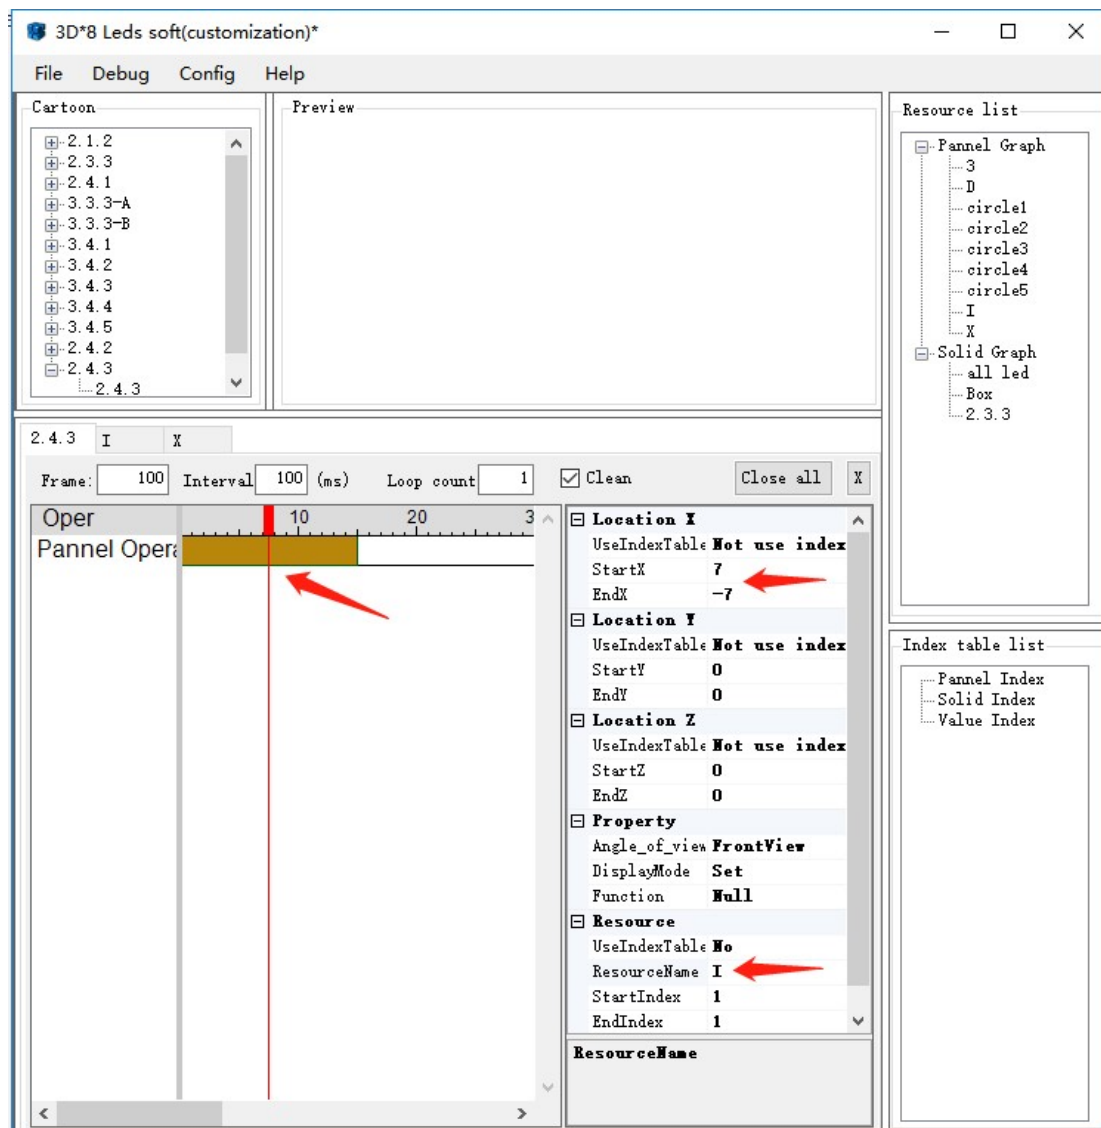 3D*8 Leds soft(customization)*
File Debug Config Help
Cartoon
2.1.2
2.3.3
2.4.1
3.3.3-A
3.3.3-B
3.4.1
3.4.2
3.4.3
3.4.4
3.4.5
2.4.2
2.4.3
2.4.3
Preview
Resource list
Pannel Graph
3
D
circle1
circle2
circle3
circle4
circle5
I
X
Solid Graph
all led
Box
2.3.3
2.4.3 I X
Frame: 100 Interval 100 (ms) Loop count 1 Clean Close all X
Oper 10 20 3
Pannel Opera
Location X
UseIndexTable Not use index
StartX 7
EndX -7
Location Y
UseIndexTable Not use index
StartY 0
EndY 0
Location Z
UseIndexTable Not use index
StartZ 0
EndZ 0
Property
Angle_of_view FrontView
DisplayMode Set
Function Null
Resource
UseIndexTable No
ResourceName I
StartIndex 1
EndIndex 1
ResourceName
Index table list
Pannel Index
Solid Index
Value Index